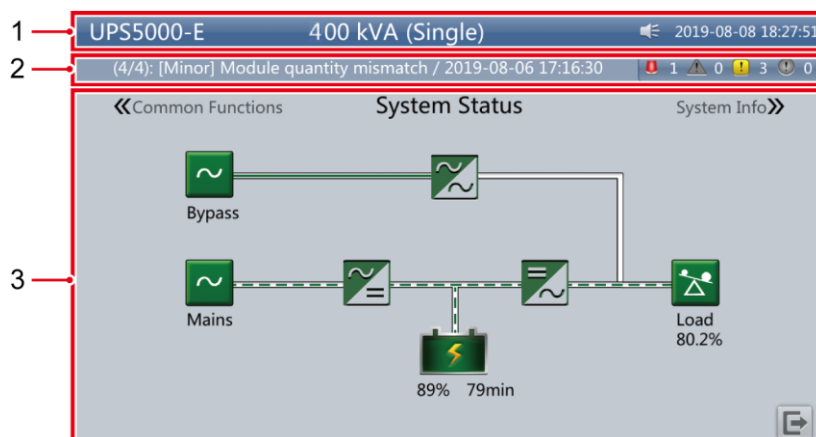 1
UPS5000-E 400 kVA (Single) 2019-08-08 18:27:51
2
(4/4): [Minor] Module quantity mismatch / 2019-08-06 17:16:30 1 0 3 0
3
«Common Functions System Status System Info»
Bypass
Mains
Load
80.2%
89% 79min